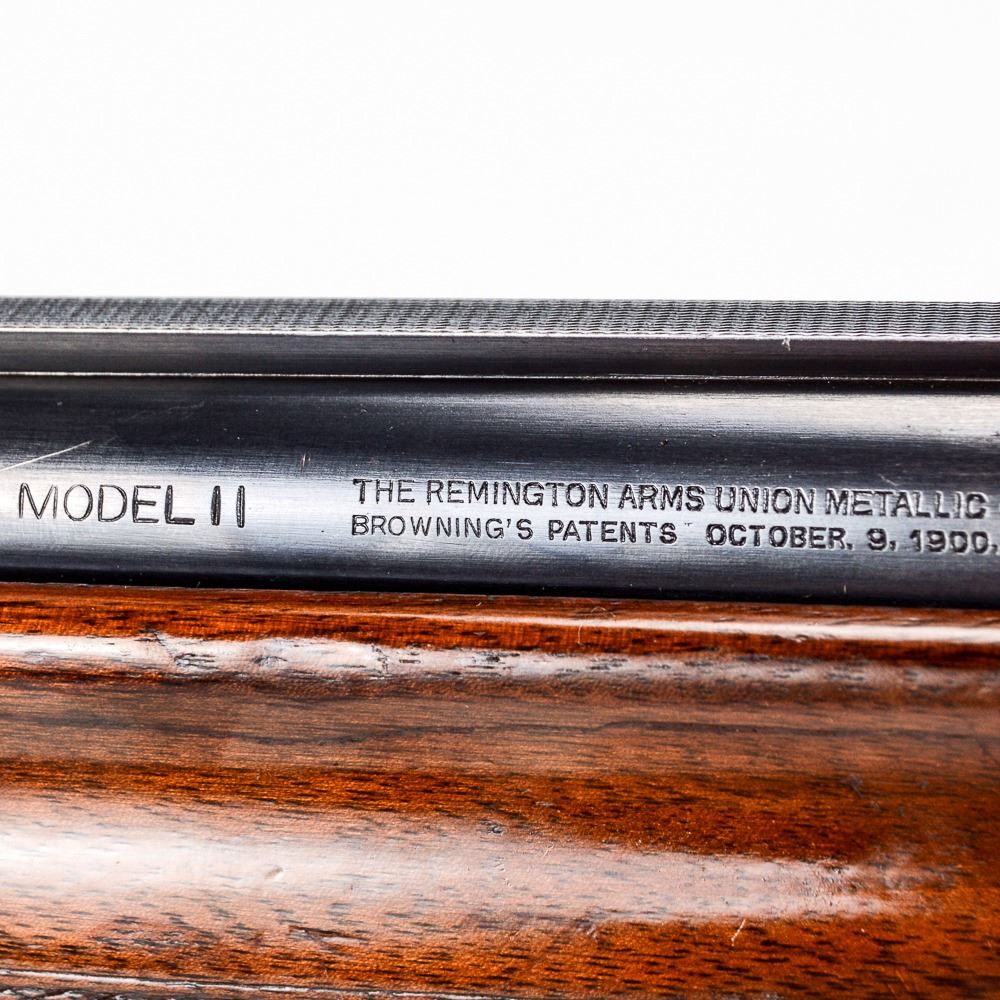 MODEL 11
THE REMINGTON ARMS UNION METALLIC
BROWNING'S PATENTS OCTOBER. 9, 1900.